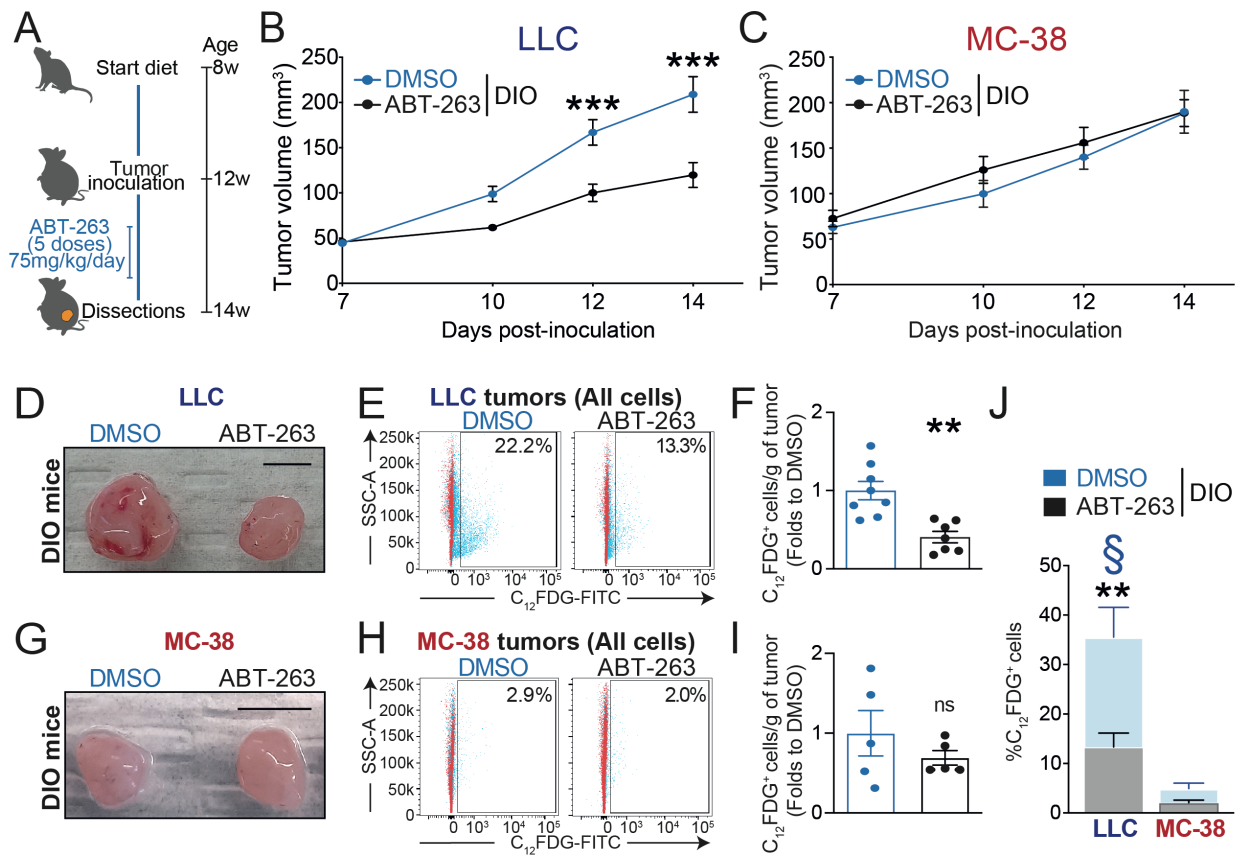 A
Age
8w
Start diet
Tumor
inoculation
12w
ABT-263
(5 doses)
75mg/kg/day
Dissections
14w
B
LLC
Tumor volume (mm³)
250
200
150
100
50
0
DMSO
ABT-263
DIO
***
***
7
10
12
14
Days post-inoculation
C
MC-38
Tumor volume (mm³)
250
200
150
100
50
0
DMSO
ABT-263
DIO
7
10
12
14
Days post-inoculation
D
LLC
DMSO
ABT-263
DIO mice
E
LLC tumors (All cells)
DMSO
ABT-263
22.2%
13.3%
SSC-A
250k
200k
150k
100k
50k
0
0 10³ 10⁴ 10⁵
0 10³ 10⁴ 10⁵
C₁₂FDG-FITC
F
C₁₂FDG⁺ cells/g of tumor
(Folds to DMSO)
2
1
0
**
G
MC-38
DMSO
ABT-263
DIO mice
H
MC-38 tumors (All cells)
DMSO
ABT-263
2.9%
2.0%
SSC-A
250k
200k
150k
100k
50k
0
0 10³ 10⁴ 10⁵
0 10³ 10⁴ 10⁵
C₁₂FDG-FITC
I
C₁₂FDG⁺ cells/g of tumor
(Folds to DMSO)
2
1
0
ns
J
DMSO
ABT-263
DIO
§
**
%C₁₂FDG⁺ cells
50
40
30
20
10
0
LLC
MC-38